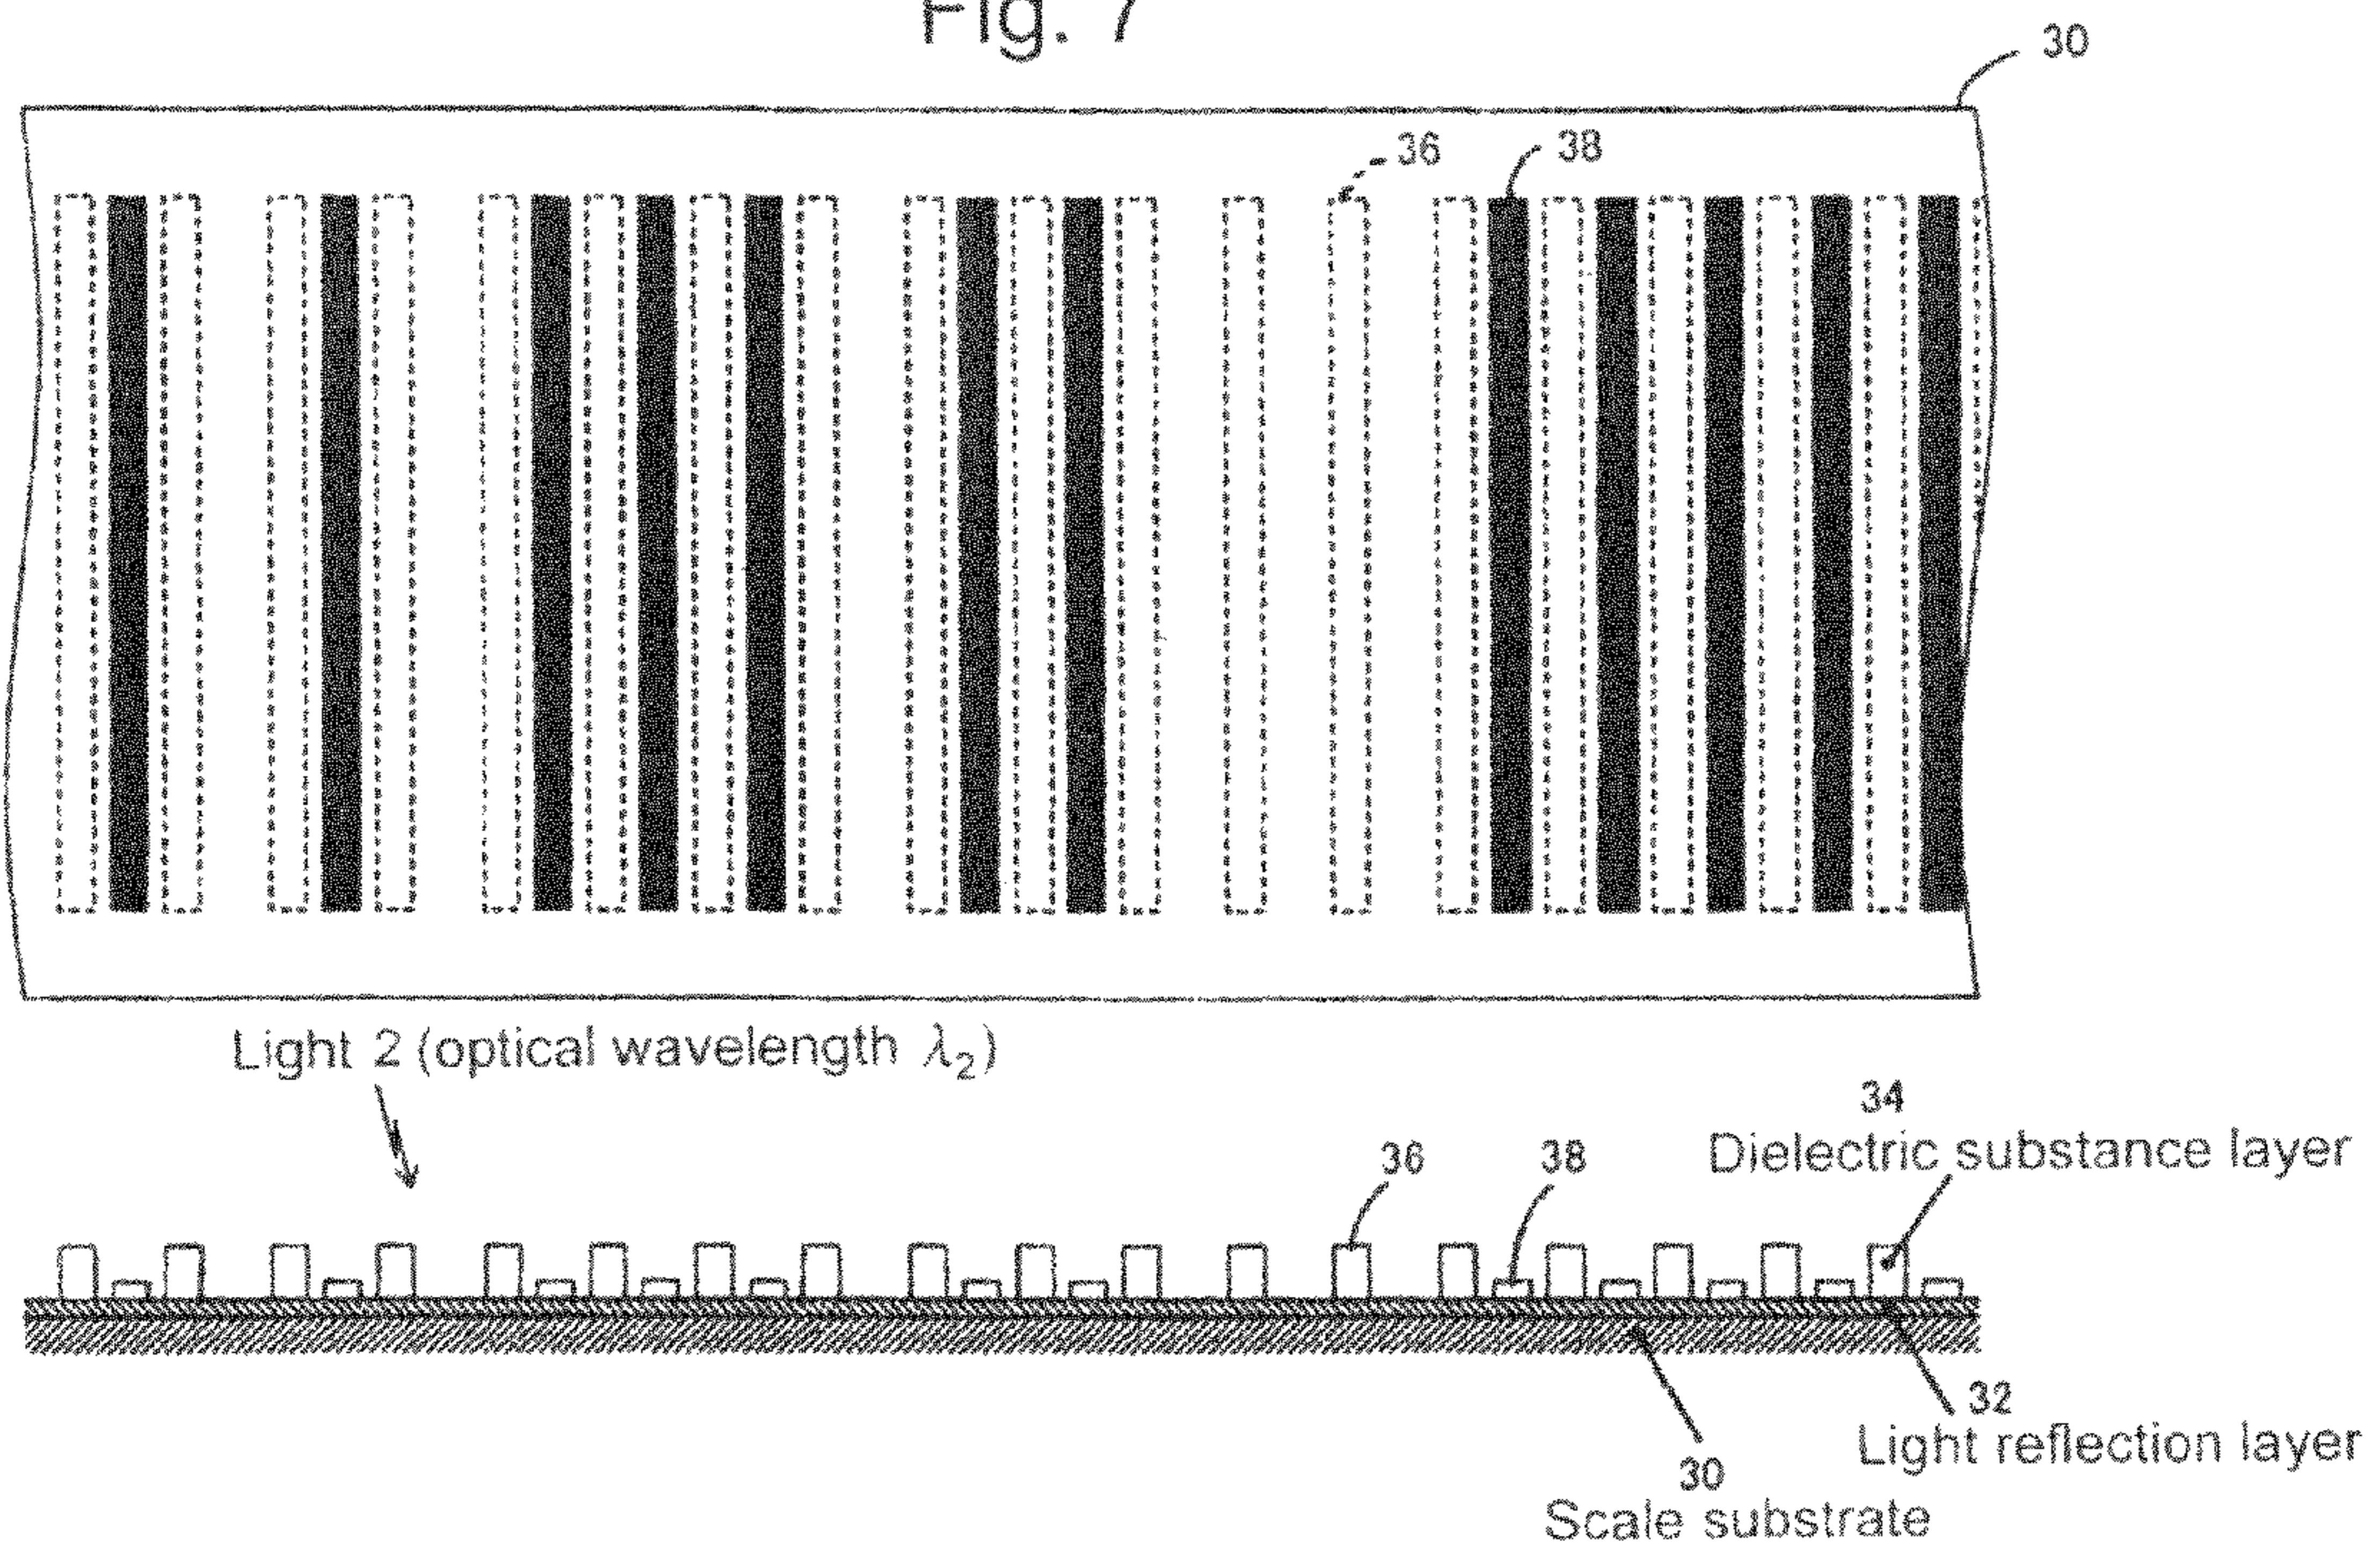 Fig. 7
30
36
38
Light 2 (optical wavelength λ₂)
34
Dielectric substance layer
36
38
32
Light reflection layer
30
Scale substrate